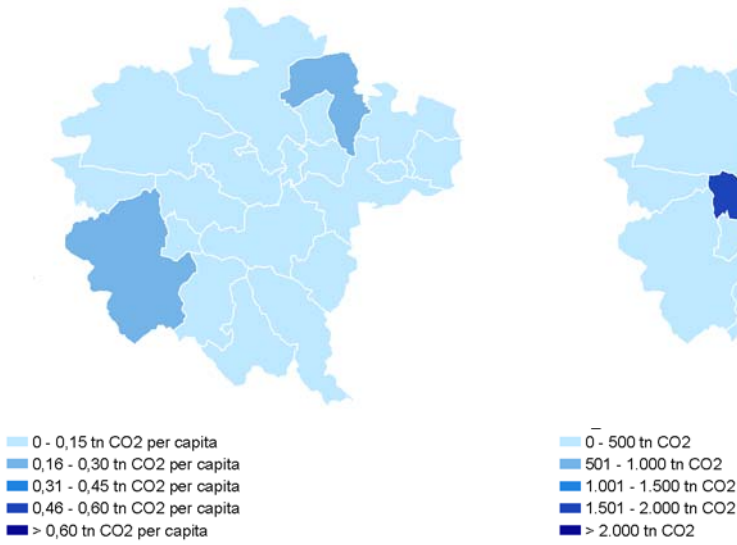 0 - 0,15 tn CO2 per capita
0,16 - 0,30 tn CO2 per capita
0,31 - 0,45 tn CO2 per capita
0,46 - 0,60 tn CO2 per capita
> 0,60 tn CO2 per capita
0 - 500 tn CO2
501 - 1.000 tn CO2
1.001 - 1.500 tn CO2
1.501 - 2.000 tn CO2
> 2.000 tn CO2